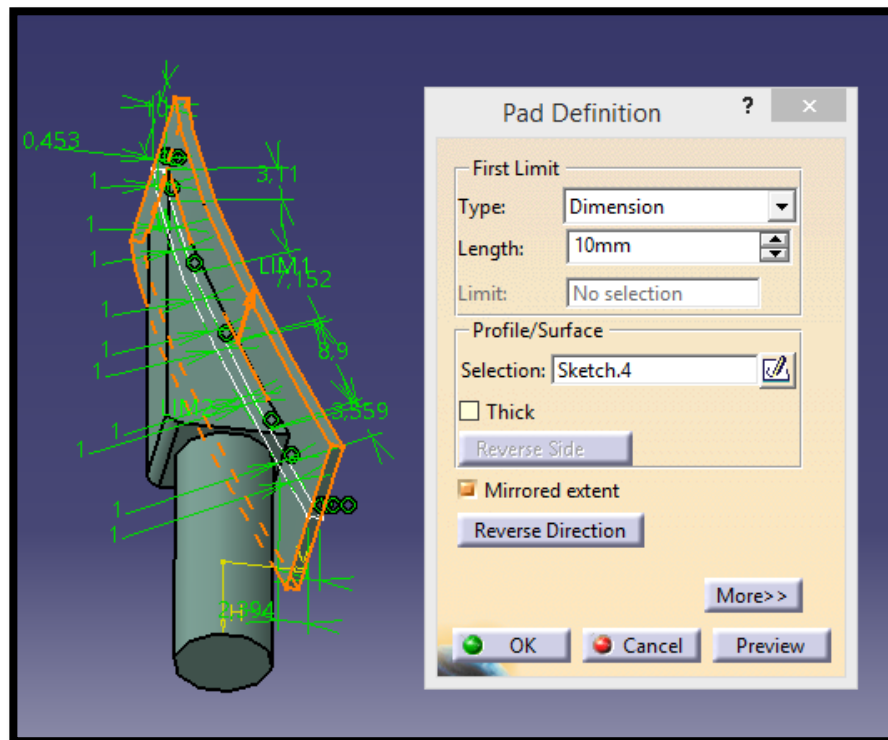 0,453
3,11
1
1
1
LIM1
7,152
1
1
8,9
1
LIM2
3,559
1
1
1
1
H
Pad Definition ? ×
First Limit
Type: Dimension
Length: 10mm
Limit: No selection
Profile/Surface
Selection: Sketch.4
Thick
Reverse Side
Mirrored extent
Reverse Direction
More>>
OK Cancel Preview